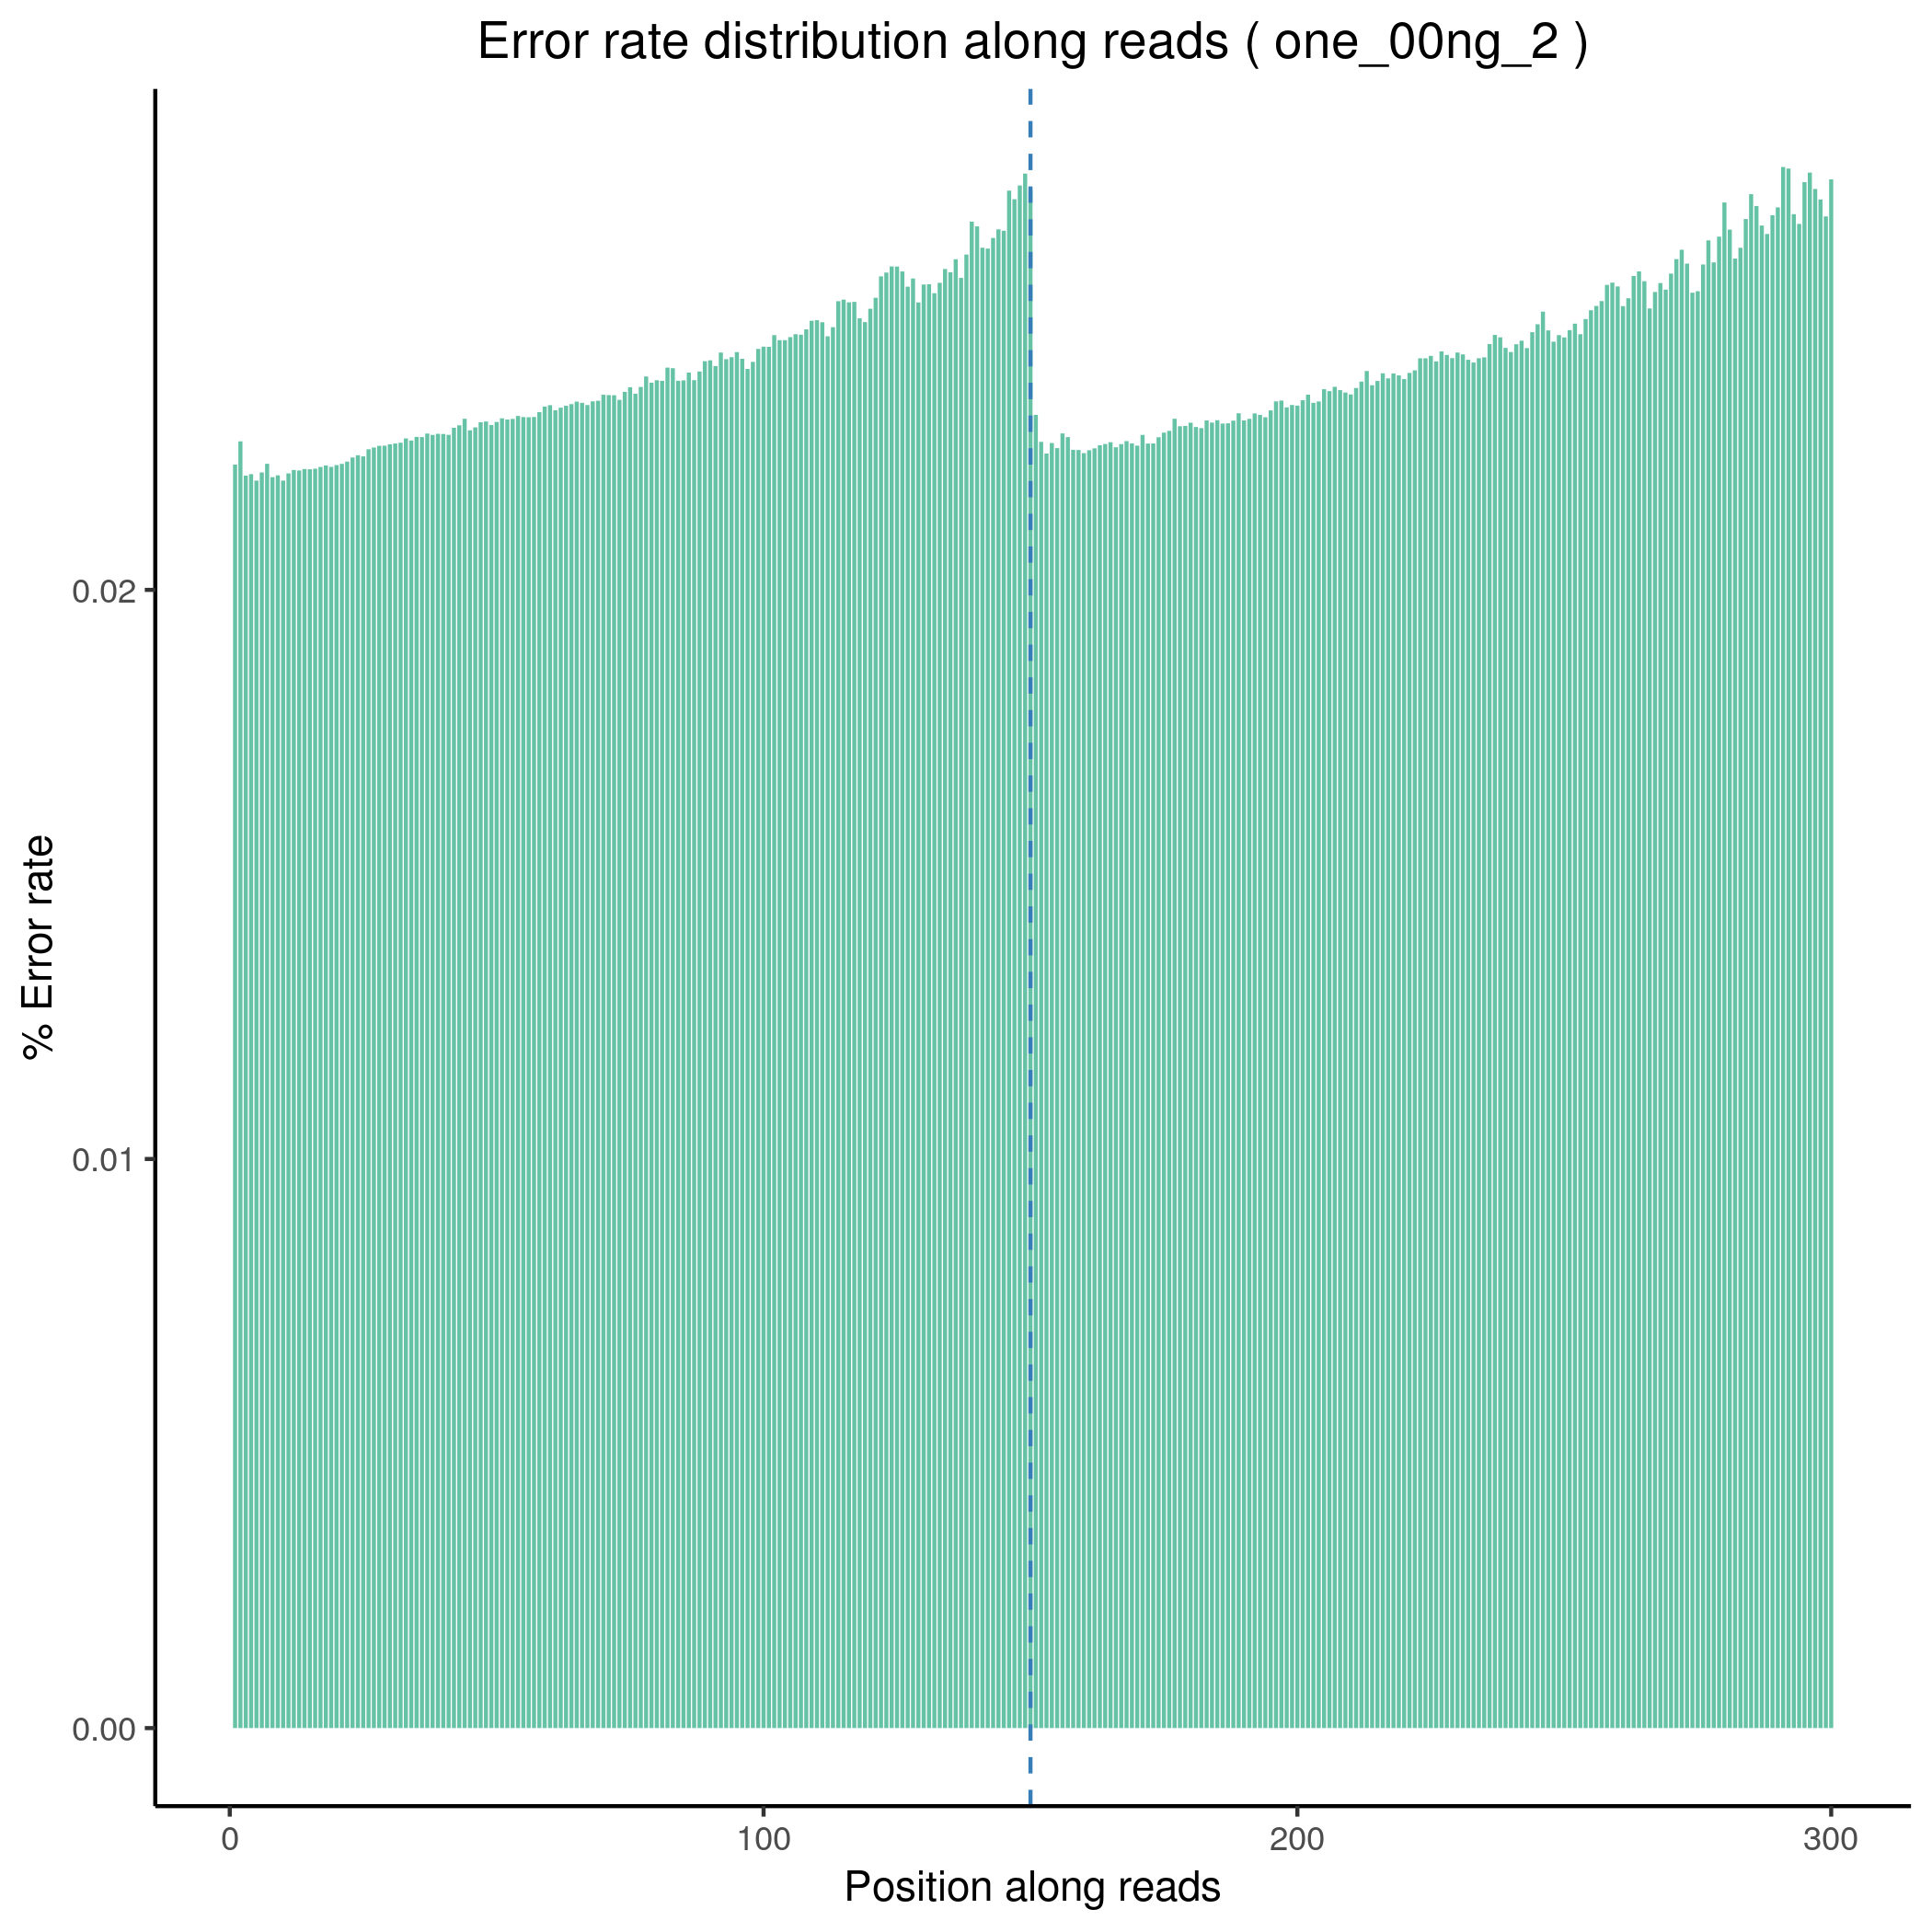 Error rate distribution along reads ( one_00ng_2 )
% Error rate
0.02
0.01
0.00
0 100 200 300
Position along reads